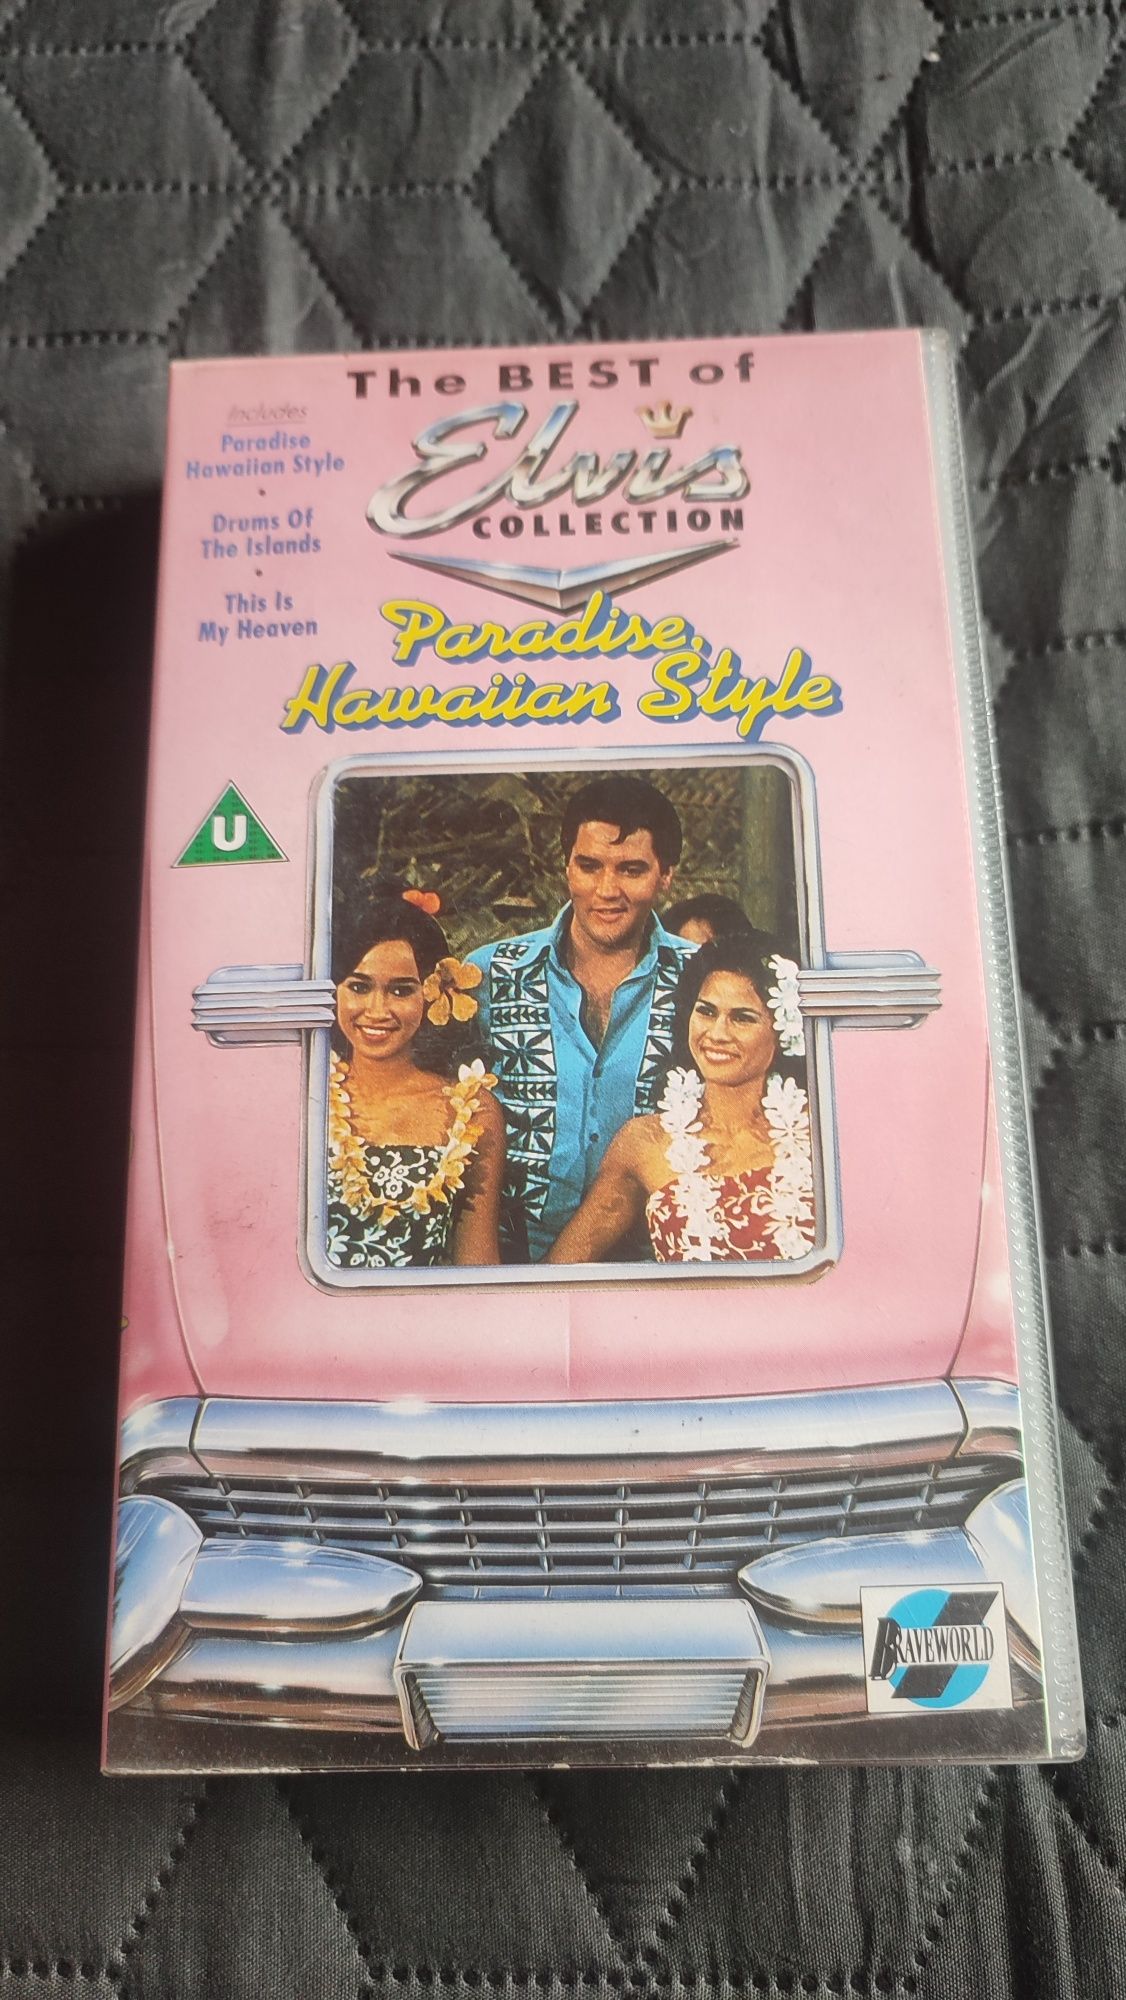 The BEST of
Elvis
COLLECTION
Includes
Paradise
Hawaiian Style
•
Drums Of
The Islands
•
This Is
My Heaven
Paradise,
Hawaiian Style
U
BRAVEWORLD